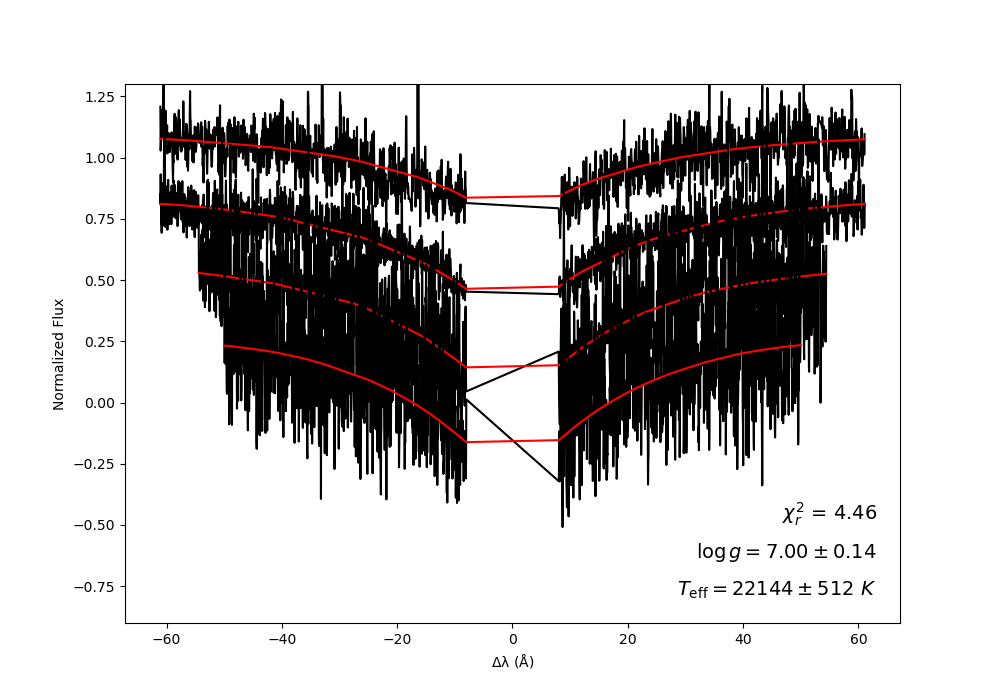 1.25
1.00
0.75
0.50
0.25
0.00
−0.25
−0.50
−0.75
Normalized Flux
χ²ᵣ = 4.46
log g = 7.00 ± 0.14
T_eff = 22144 ± 512 K
−60 −40 −20 0 20 40 60
Δλ (Å)